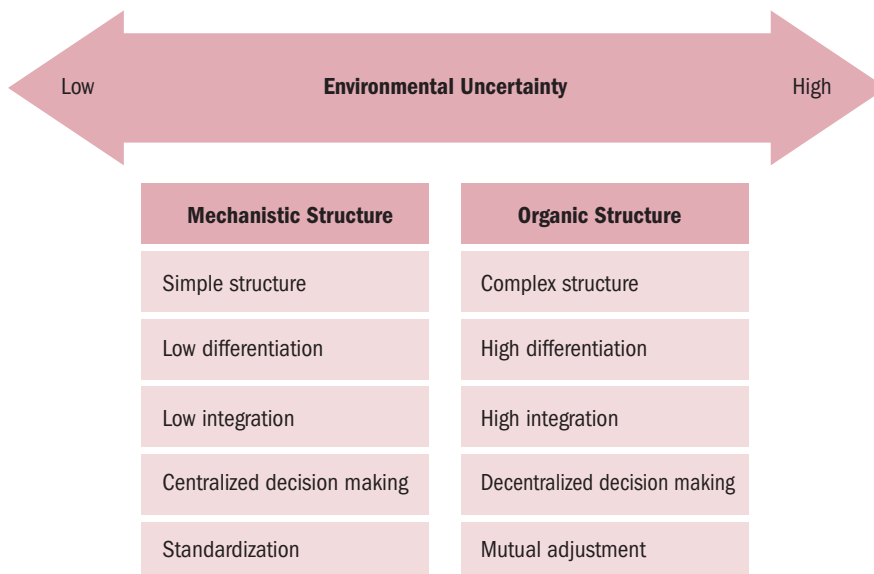 Low Environmental Uncertainty High
Mechanistic Structure Organic Structure
Simple structure Complex structure
Low differentiation High differentiation
Low integration High integration
Centralized decision making Decentralized decision making
Standardization Mutual adjustment